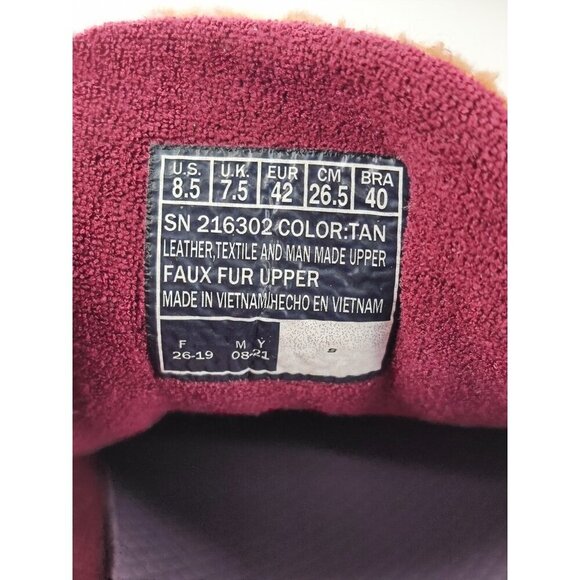 U.S. U.K. EUR CM BRA
8.5 7.5 42 26.5 40
SN 216302 COLOR:TAN
LEATHER,TEXTILE AND MAN MADE UPPER
FAUX FUR UPPER
MADE IN VIETNAM/HECHO EN VIETNAM
F M Y
26-19 08-21